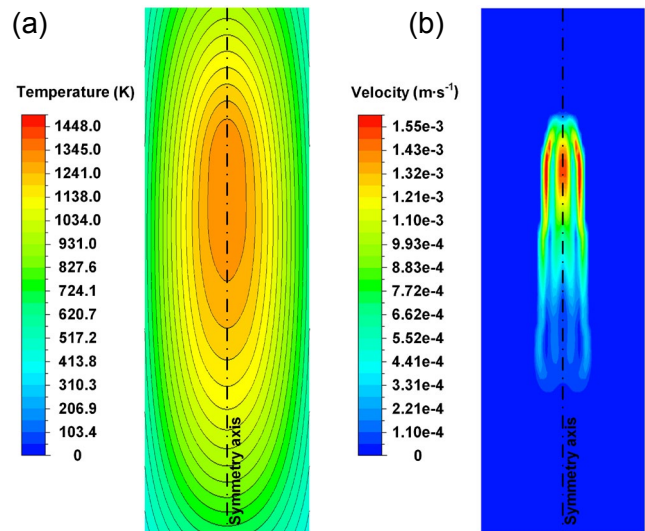 (a)
Temperature (K)
1448.0
1345.0
1241.0
1138.0
1034.0
931.0
827.6
724.1
620.7
517.2
413.8
310.3
206.9
103.4
0
Symmetry axis
(b)
Velocity (m·s⁻¹)
1.55e-3
1.43e-3
1.32e-3
1.21e-3
1.10e-3
9.93e-4
8.83e-4
7.72e-4
6.62e-4
5.52e-4
4.41e-4
3.31e-4
2.21e-4
1.10e-4
0
Symmetry axis